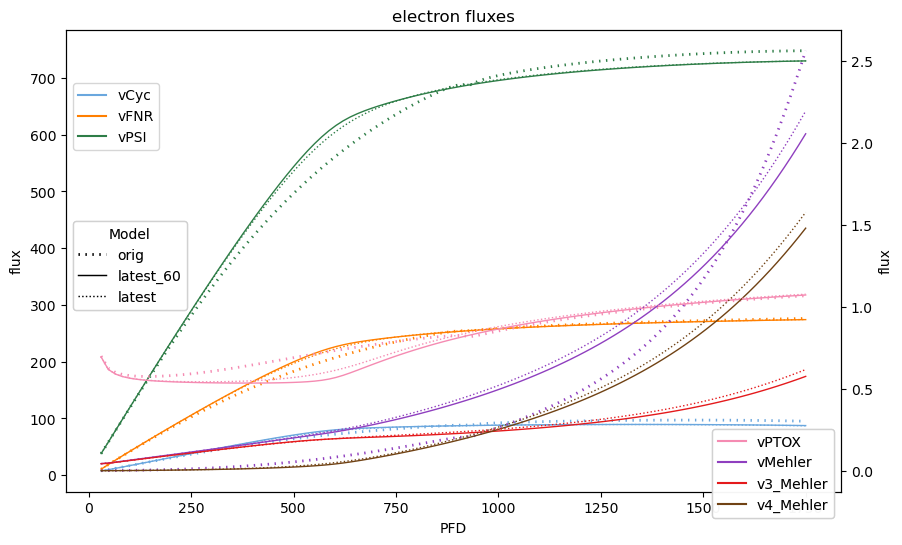 electron fluxes
flux
700
600
500
400
300
200
100
0
vCyc
vFNR
vPSI
Model
orig
latest_60
latest
2.5
2.0
1.5
1.0
0.5
0.0
flux
vPTOX
vMehler
v3_Mehler
v4_Mehler
0
250
500
750
1000
1250
PFD